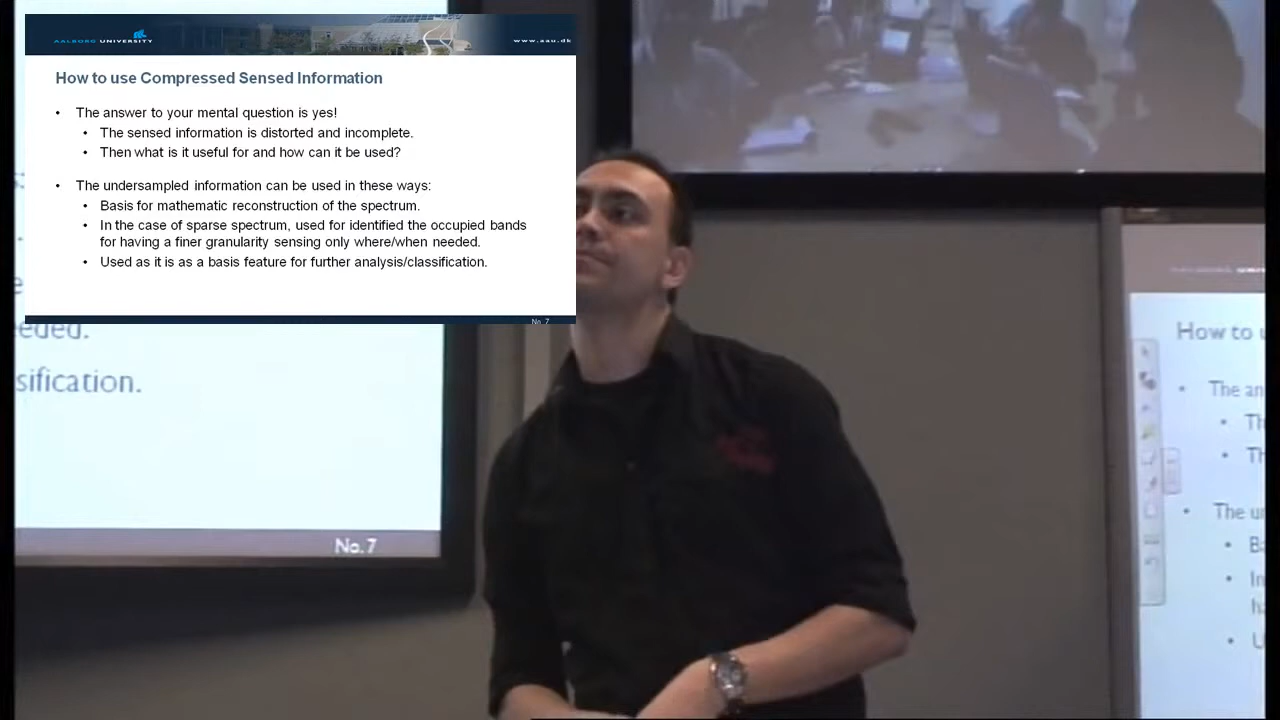 AALBORG UNIVERSITY
www.aau.dk
How to use Compressed Sensed Information
• The answer to your mental question is yes!
• The sensed information is distorted and incomplete.
• Then what is it useful for and how can it be used?
• The undersampled information can be used in these ways:
• Basis for mathematic reconstruction of the spectrum.
• In the case of sparse spectrum, used for identified the occupied bands
for having a finer granularity sensing only where/when needed.
• Used as it is as a basis feature for further analysis/classification.
No. 7
eeded.
sification.
No. 7
How to u
• The an
• Th
• Th
• The un
• Ba
• In
ha
• U